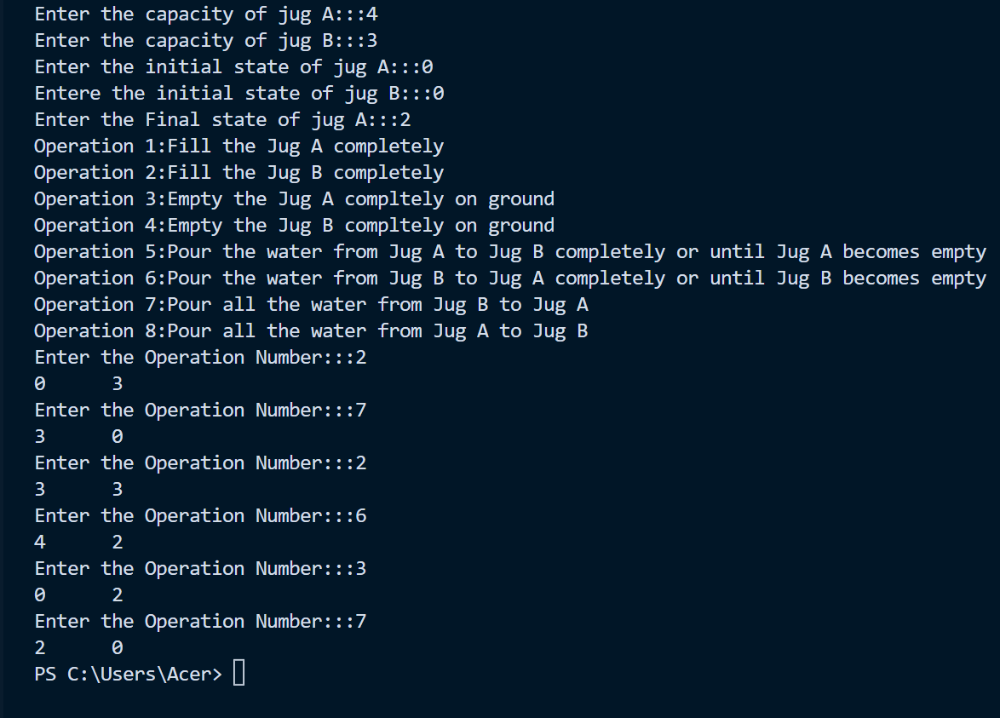 Enter the capacity of jug A:::4
Enter the capacity of jug B:::3
Enter the initial state of jug A:::0
Entere the initial state of jug B:::0
Enter the Final state of jug A:::2
Operation 1:Fill the Jug A completely
Operation 2:Fill the Jug B completely
Operation 3:Empty the Jug A compltely on ground
Operation 4:Empty the Jug B compltely on ground
Operation 5:Pour the water from Jug A to Jug B completely or until Jug A becomes empty
Operation 6:Pour the water from Jug B to Jug A completely or until Jug B becomes empty
Operation 7:Pour all the water from Jug B to Jug A
Operation 8:Pour all the water from Jug A to Jug B
Enter the Operation Number:::2
0      3
Enter the Operation Number:::7
3      0
Enter the Operation Number:::2
3      3
Enter the Operation Number:::6
4      2
Enter the Operation Number:::3
0      2
Enter the Operation Number:::7
2      0
PS C:\Users\Acer>